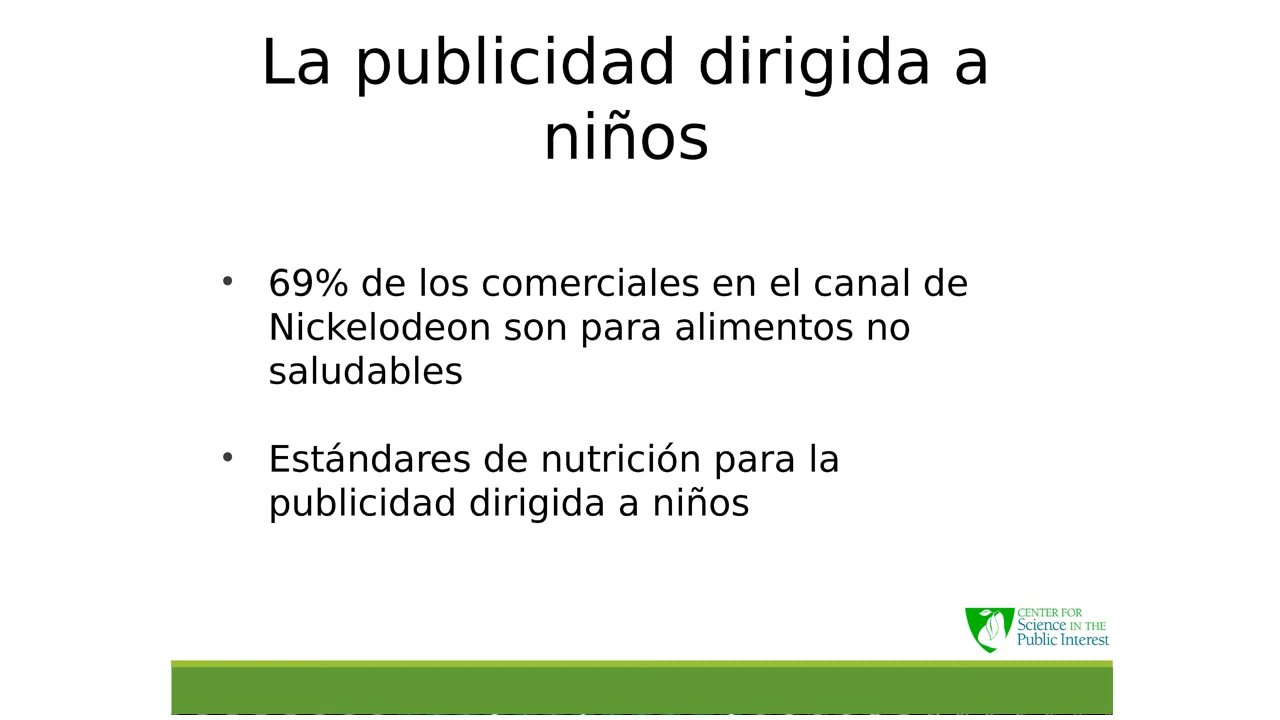 La publicidad dirigida a
niños
• 69% de los comerciales en el canal de
Nickelodeon son para alimentos no
saludables
• Estándares de nutrición para la
publicidad dirigida a niños
CENTER FOR
Science IN THE
Public Interest